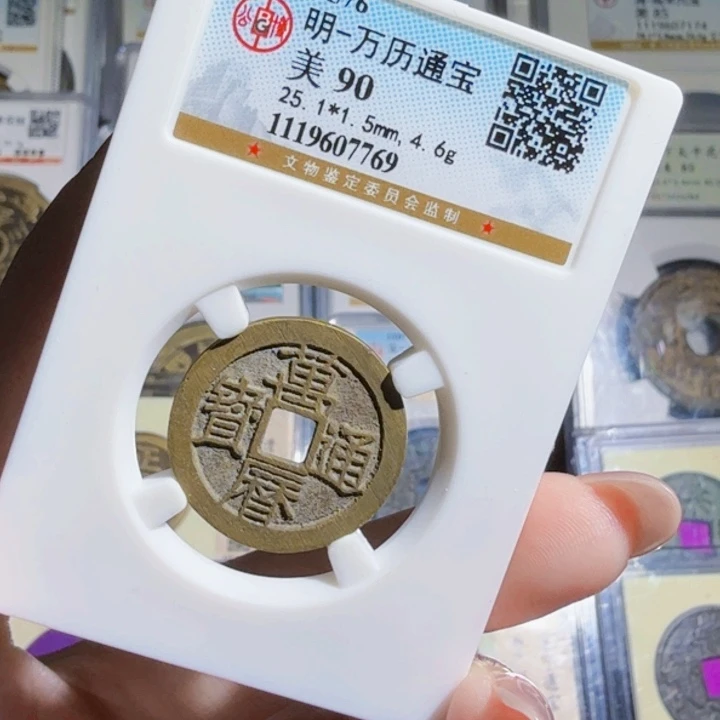 明-万历通宝
美 90
25.1*1.5mm,4.6g
1119607769
文物鉴定委员会监制
萬曆通寶